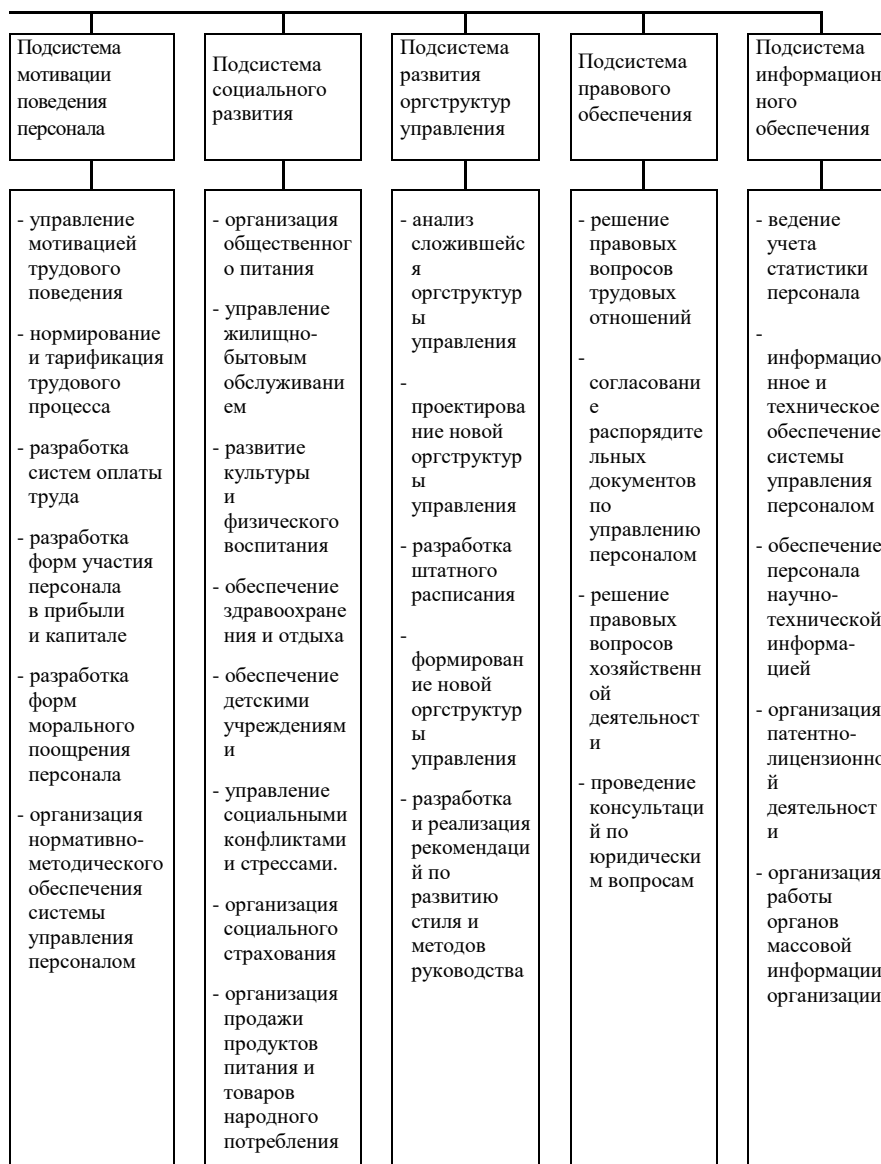 Подсистема
мотивации
поведения
персонала
Подсистема
социального
развития
Подсистема
развития
оргструктур
управления
Подсистема
правового
обеспечения
Подсистема
информацион
ного
обеспечения
- управление
мотивацией
трудового
поведения
- нормирование
и тарификация
трудового
процесса
- разработка
систем оплаты
труда
- разработка
форм участия
персонала
в прибыли
и капитале
- разработка
форм
морального
поощрения
персонала
- организация
нормативно-
методического
обеспечения
системы
управления
персоналом
- организация
общественног
о питания
- управление
жилищно-
бытовым
обслуживани
ем
- развитие
культуры
и
физического
воспитания
- обеспечение
здравоохране
ния и отдыха
- обеспечение
детскими
учреждениям
и
- управление
социальными
конфликтами
и стрессами.
- организация
социального
страхования
- организация
продажи
продуктов
питания и
товаров
народного
потребления
- анализ
сложившейс
я
оргструктур
ы
управления
-
проектирова
ние новой
оргструктур
ы
управления
- разработка
штатного
расписания
-
формирован
ие новой
оргструктур
ы
управления
- разработка
и реализация
рекомендаци
й по
развитию
стиля и
методов
руководства
- решение
правовых
вопросов
трудовых
отношений
-
согласовани
е
распорядите
льных
документов
по
управлению
персоналом
- решение
правовых
вопросов
хозяйственн
ой
деятельност
и
- проведение
консультаци
й по
юридически
м вопросам
- ведение
учета
статистики
персонала
-
информацио
нное и
техническое
обеспечение
системы
управления
персоналом
- обеспечение
персонала
научно-
технической
информа-
цией
- организация
патентно-
лицензионно
й
деятельност
и
- организация
работы
органов
массовой
информации
организации